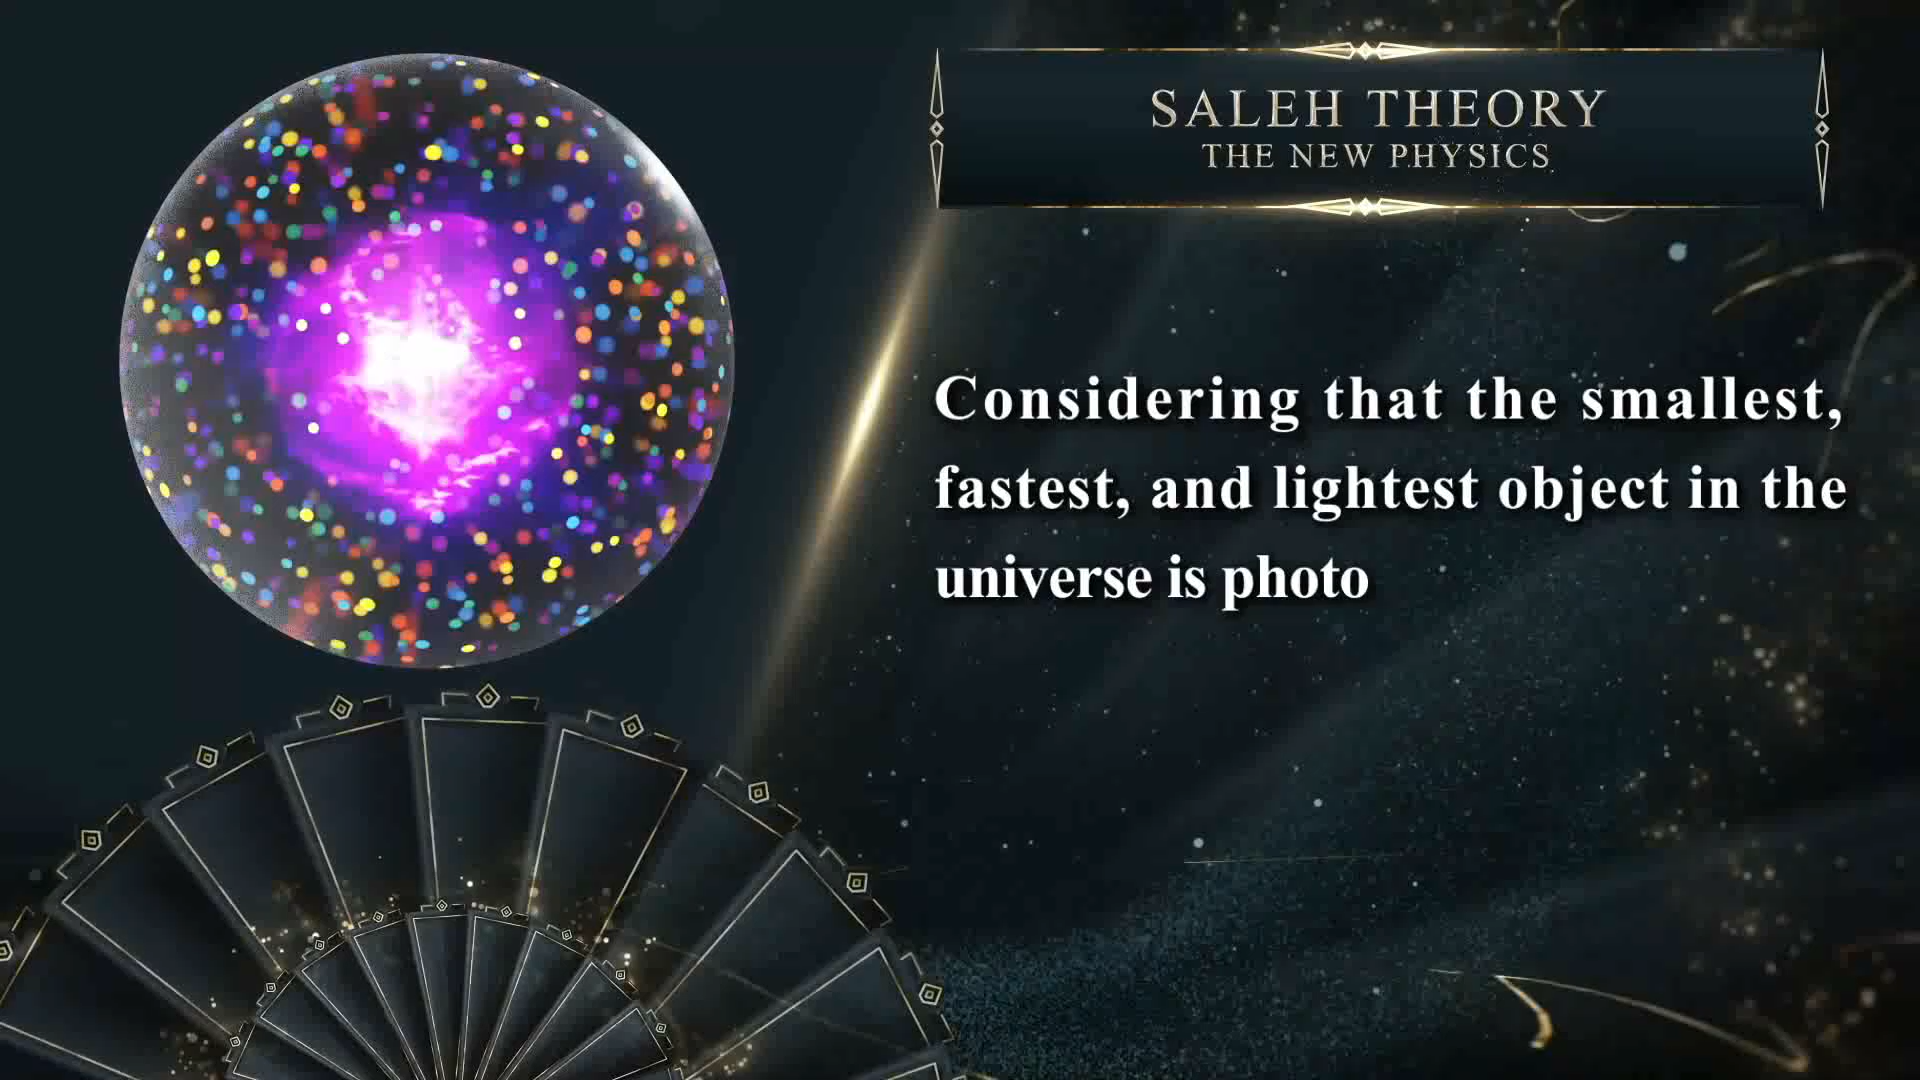 SALEH THEORY
THE NEW PHYSICS
Considering that the smallest,
fastest, and lightest object in the
universe is photo